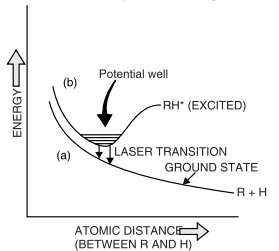 (b)
Potential well
RH* (EXCITED)
ENERGY
(a)
LASER TRANSITION
GROUND STATE
R + H
ATOMIC DISTANCE
(BETWEEN R AND H)